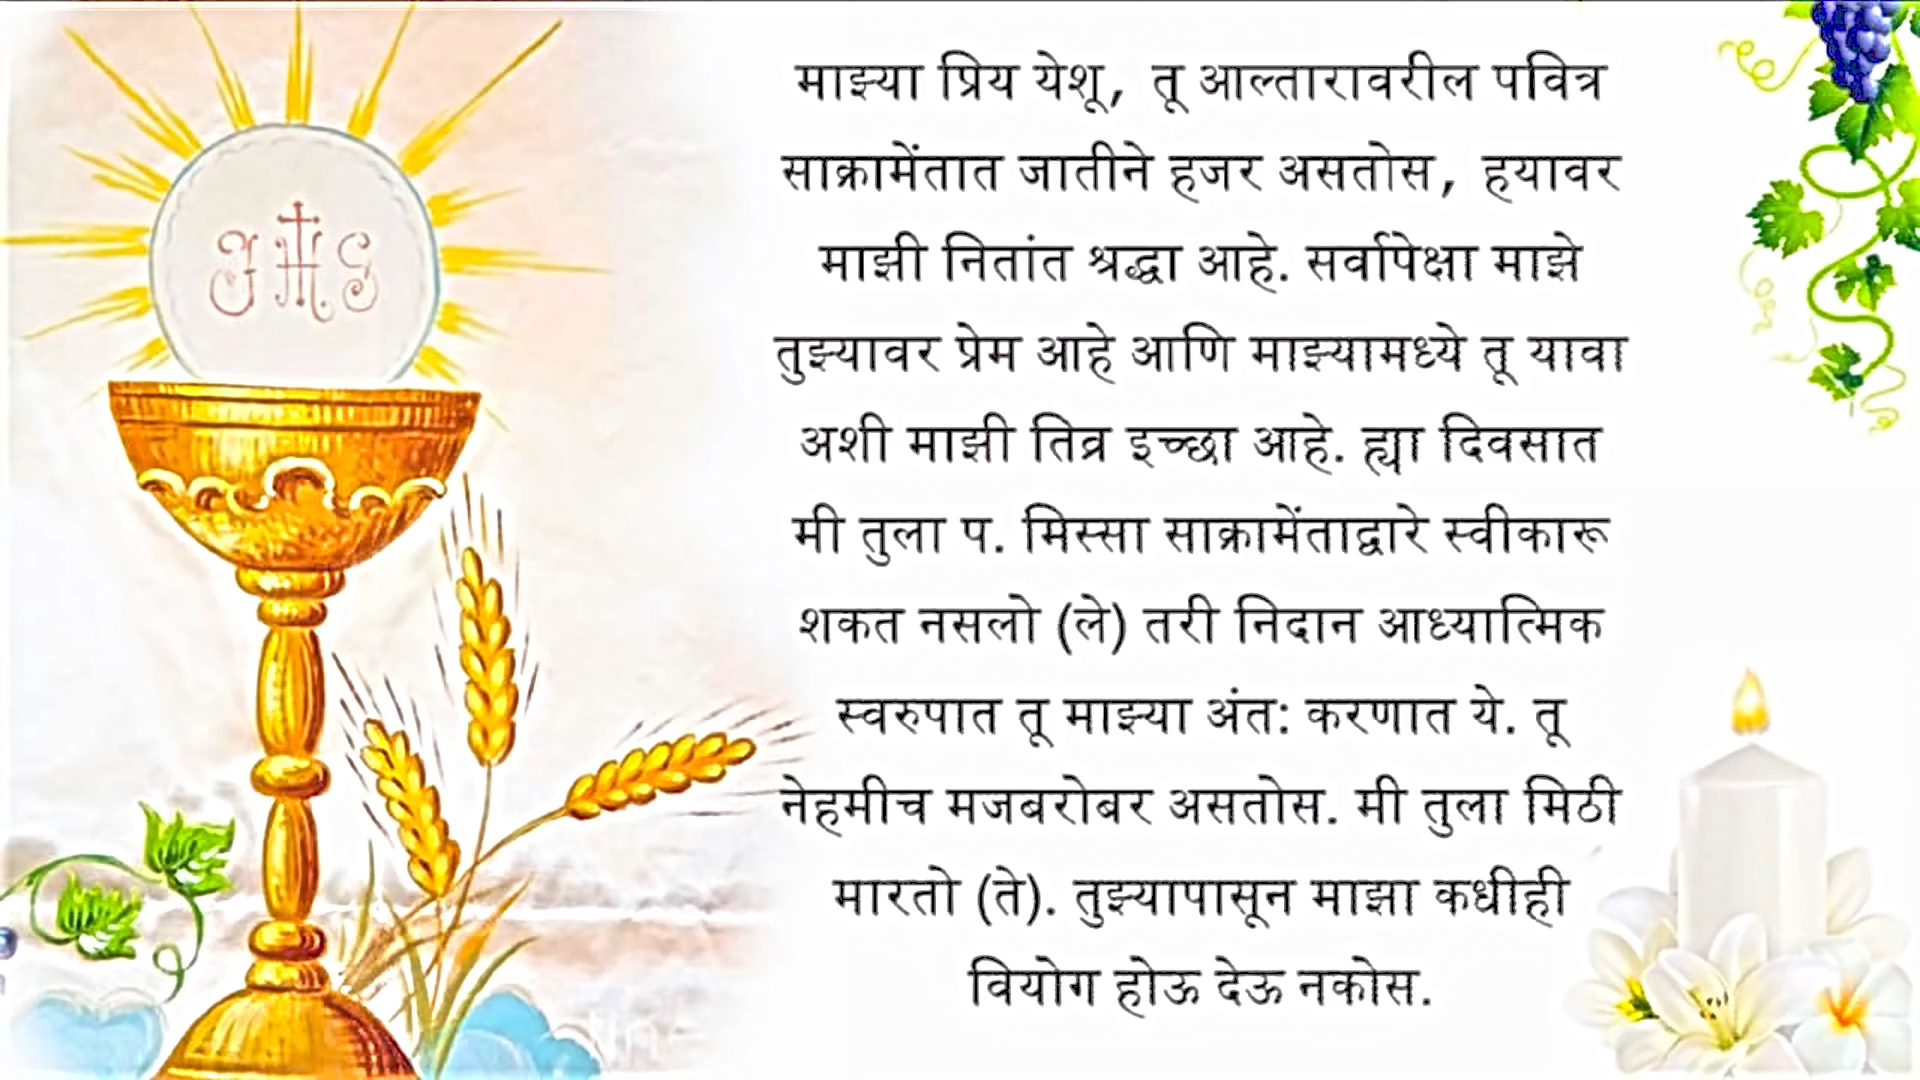 JHS
माझ्या प्रिय येशू, तू आल्तारावरील पवित्र
साक्रामेंतात जातीने हजर असतोस, हयावर
माझी नितांत श्रद्धा आहे. सर्वापेक्षा माझे
तुझ्यावर प्रेम आहे आणि माझ्यामध्ये तू यावा
अशी माझी तिव्र इच्छा आहे. ह्या दिवसात
मी तुला प. मिस्सा साक्रामेंताद्वारे स्वीकारू
शकत नसलो (ले) तरी निदान आध्यात्मिक
स्वरुपात तू माझ्या अंत: करणात ये. तू
नेहमीच मजबरोबर असतोस. मी तुला मिठी
मारतो (ते). तुझ्यापासून माझा कधीही
वियोग होऊ देऊ नकोस.